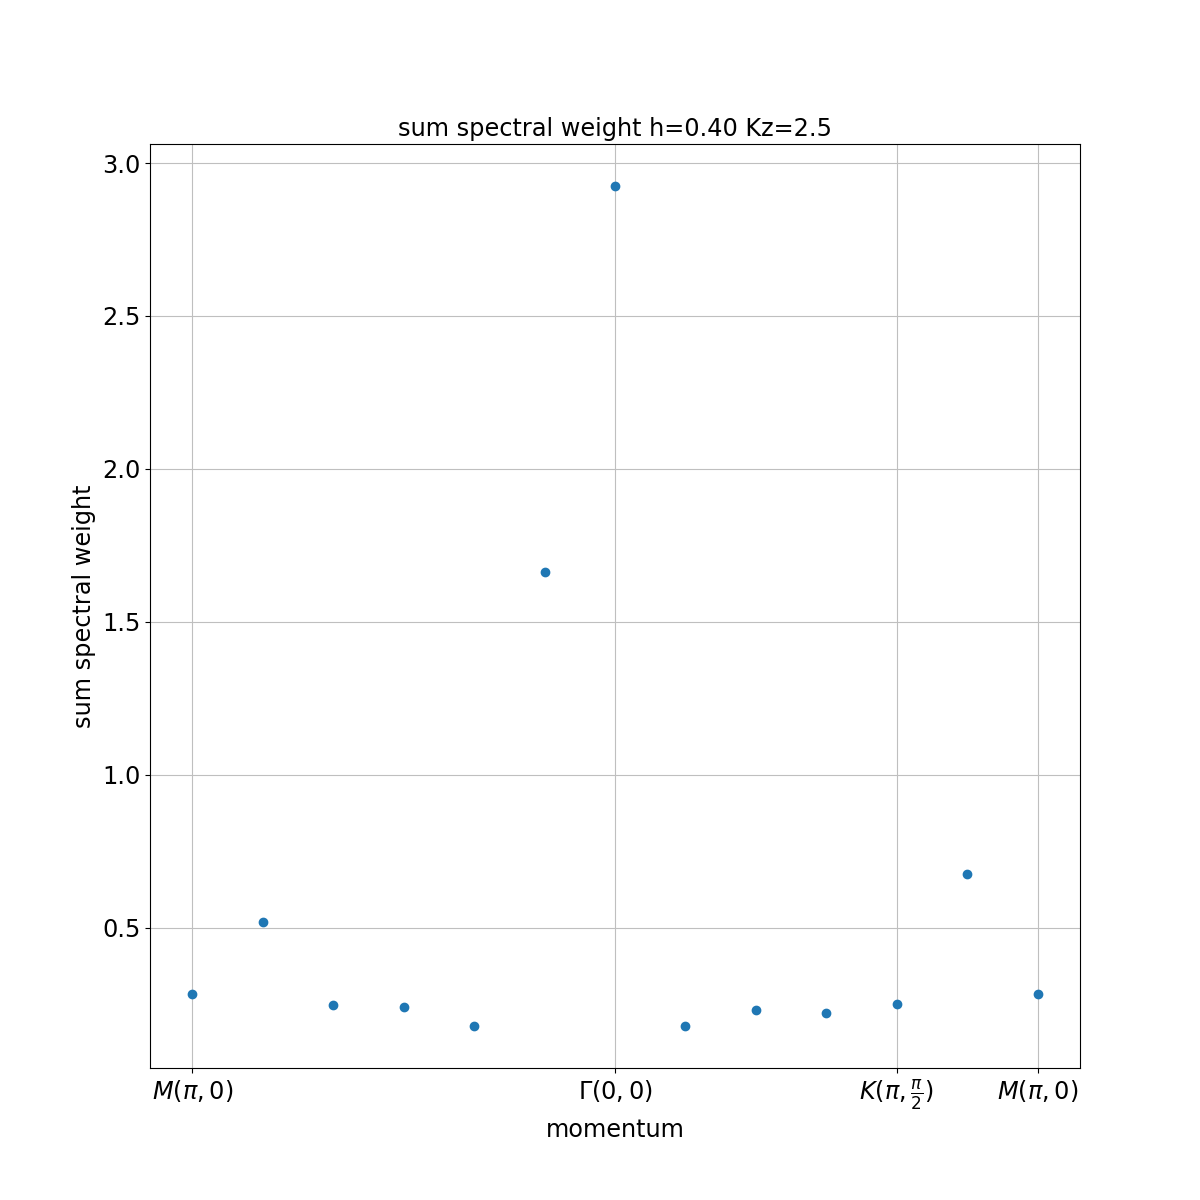 sum spectral weight h=0.40 Kz=2.5
3.0
2.5
2.0
1.5
1.0
0.5
sum spectral weight
M(π, 0) Γ(0, 0) K(π, π/2) M(π, 0)
momentum